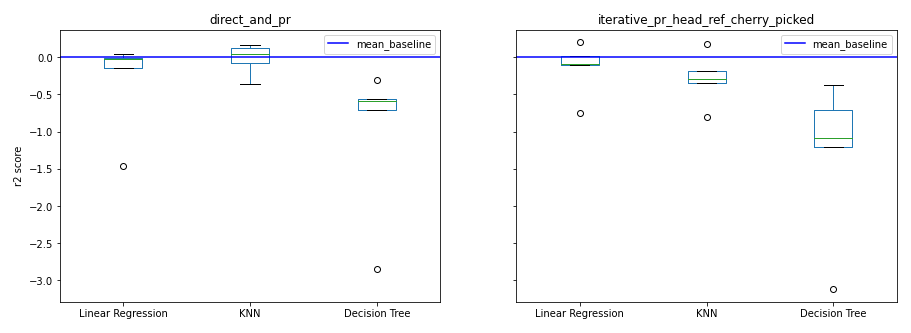 direct_and_pr
mean_baseline
r2 score
0.0
−0.5
−1.0
−1.5
−2.0
−2.5
−3.0
Linear Regression
KNN
Decision Tree
iterative_pr_head_ref_cherry_picked
mean_baseline
Linear Regression
KNN
Decision Tree